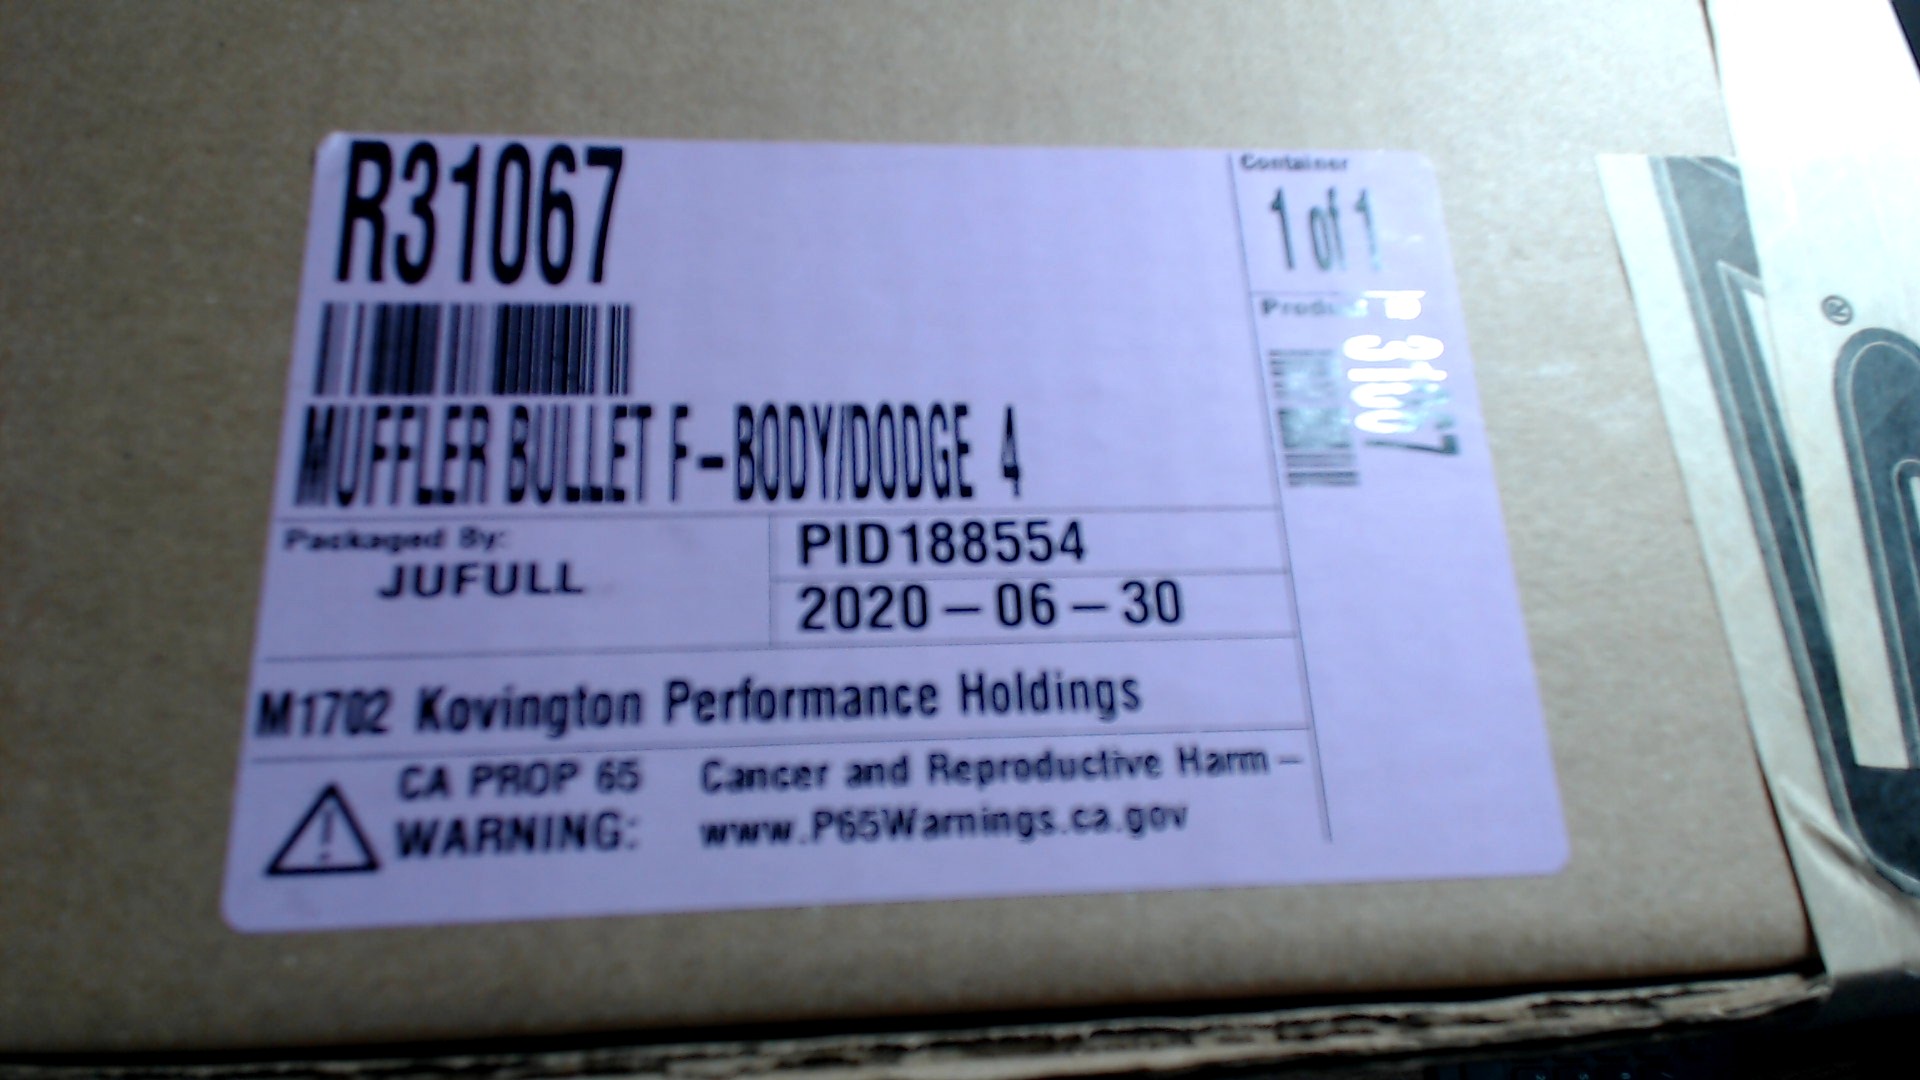 R31067
MUFFLER BULLET F-BODY/DODGE 4
Packaged By:
JUFULL
PID188554
2020-06-30
M1702 Kovington Performance Holdings
CA PROP 65
WARNING:
Cancer and Reproductive Harm -
www.P65Warnings.ca.gov
Container
1 of 1
®